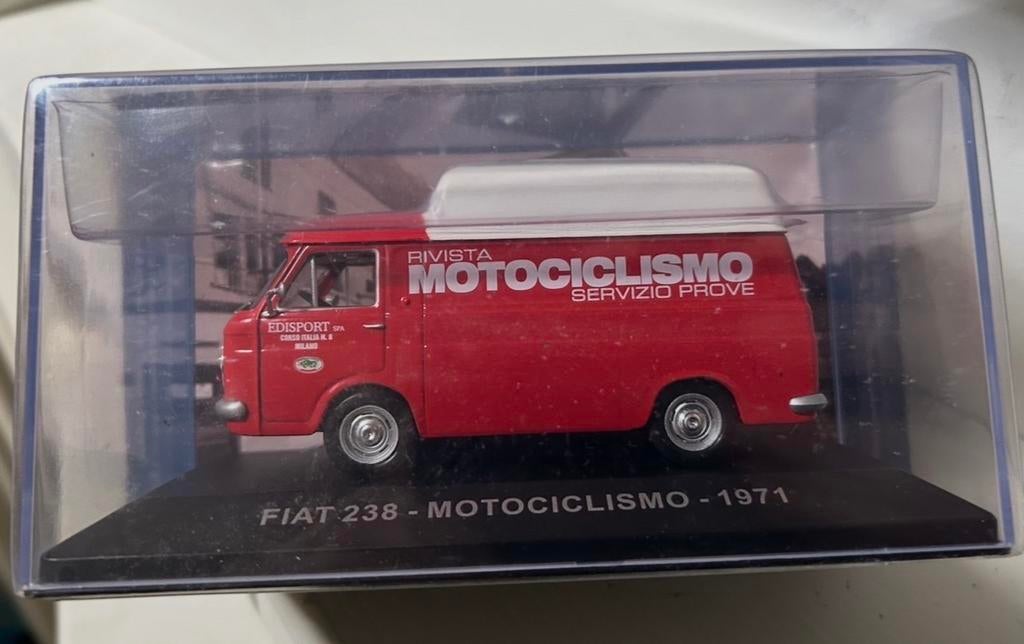 RIVISTA
MOTOCICLISMO
SERVIZIO PROVE
EDISPORT SPA
CORSO ITALIA N. 8
MILANO
FIAT 238 - MOTOCICLISMO - 1971